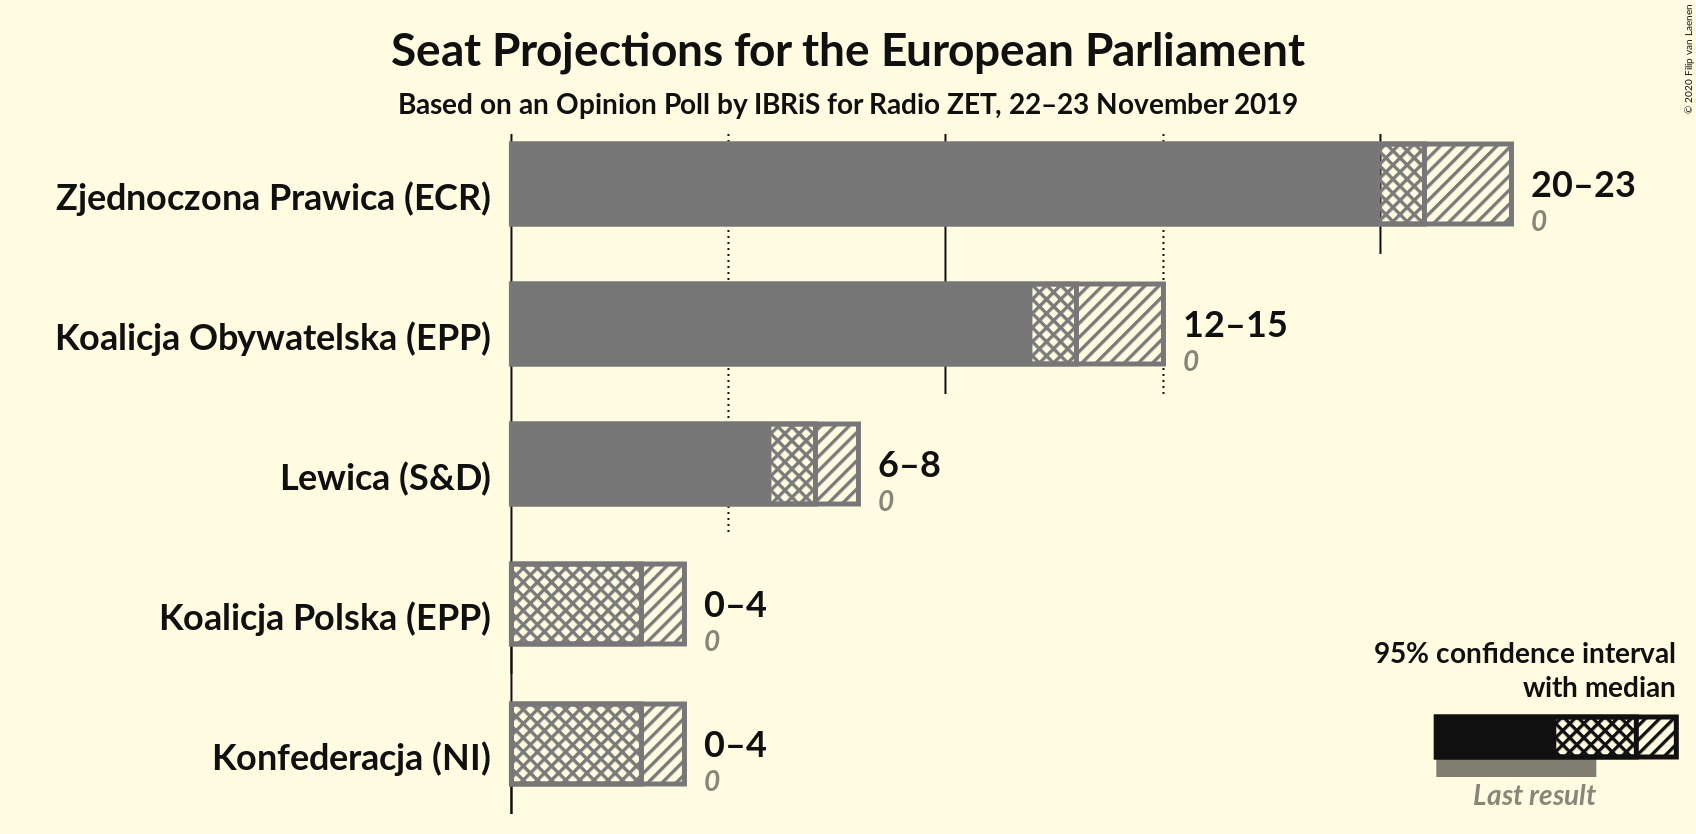 Seat Projections for the European Parliament
Based on an Opinion Poll by IBRiS for Radio ZET, 22–23 November 2019
© 2020 Filip van Laenen
Zjednoczona Prawica (ECR)
20–23
0
Koalicja Obywatelska (EPP)
12–15
0
Lewica (S&D)
6–8
0
Koalicja Polska (EPP)
0–4
0
Konfederacja (NI)
0–4
0
95% confidence interval
with median
Last result